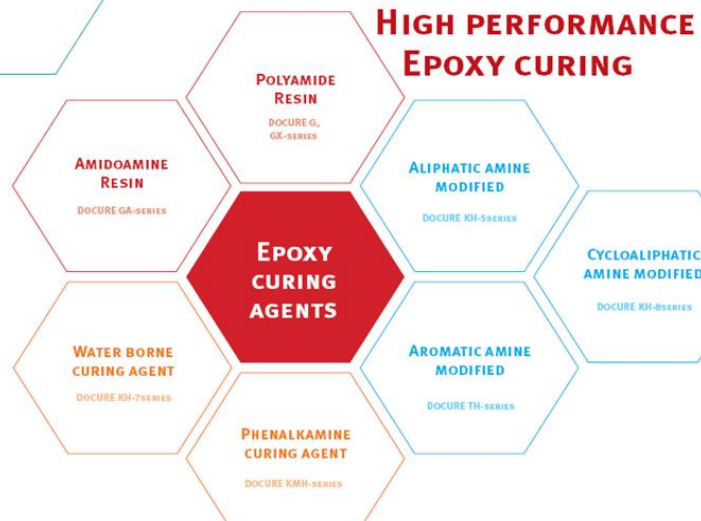 HIGH PERFORMANCE
EPOXY CURING
POLYAMIDE
RESIN
DOCURE G,
GX-SERIES
AMIDOAMINE
RESIN
DOCURE GA-SERIES
ALIPHATIC AMINE
MODIFIED
DOCURE KH-5SERIES
EPOXY
CURING
AGENTS
CYCLOALIPHATIC
AMINE MODIFIED
DOCURE KH-8SERIES
WATER BORNE
CURING AGENT
DOCURE KH-7SERIES
AROMATIC AMINE
MODIFIED
DOCURE TH-SERIES
PHENALKAMINE
CURING AGENT
DOCURE KMH-SERIES